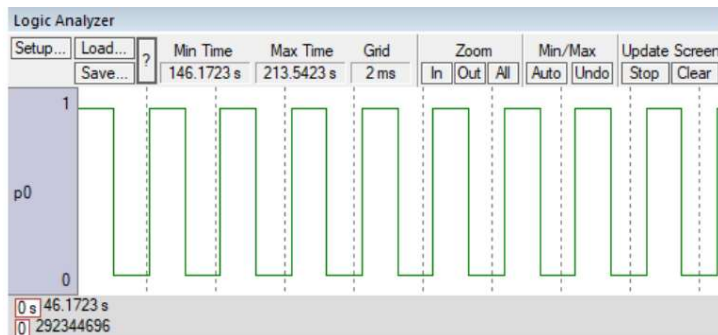 Logic Analyzer
Setup... Load... ? Min Time Max Time Grid Zoom Min/Max Update Screen
Save... 146.1723 s 213.5423 s 2 ms In Out All Auto Undo Stop Clear
1
p0
0
0 s 46.1723 s
0 292344696